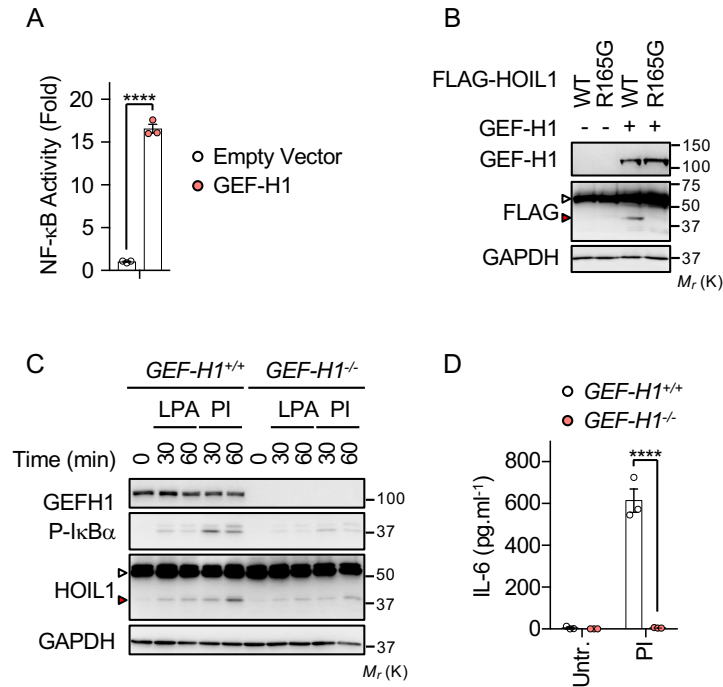 A
NF-κB Activity (Fold)
20
15
10
5
0
****
Empty Vector
GEF-H1
B
FLAG-HOIL1
WT
R165G
WT
R165G
GEF-H1 - - + +
GEF-H1
150
100
FLAG
75
50
37
GAPDH
37
Mr (K)
C
GEF-H1+/+ GEF-H1-/-
LPA PI LPA PI
Time (min) 0 30 60 30 60 0 30 60 30 60
GEFH1
100
P-IκBα
37
HOIL1
50
37
GAPDH
37
Mr (K)
D
GEF-H1+/+
GEF-H1-/-
IL-6 (pg.ml-1)
800
600
400
200
0
****
Untr.
PI